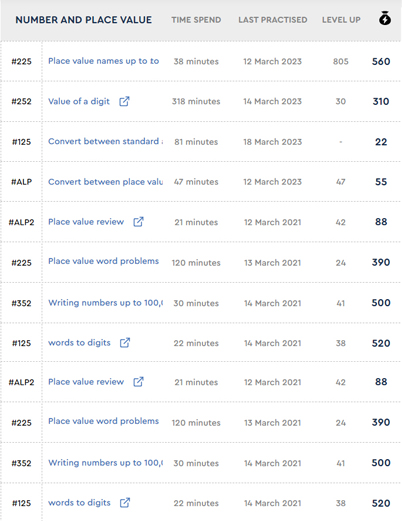 NUMBER AND PLACE VALUE TIME SPEND LAST PRACTISED LEVEL UP
#225 Place value names up to to 38 minutes 12 March 2023 805 560
#252 Value of a digit 318 minutes 14 March 2023 30 310
#125 Convert between standard 81 minutes 18 March 2023 - 22
#ALP Convert between place valu 47 minutes 12 March 2023 47 55
#ALP2 Place value review 21 minutes 12 March 2021 42 88
#225 Place value word problems 120 minutes 13 March 2021 24 390
#352 Writing numbers up to 100, 30 minutes 14 March 2021 41 500
#125 words to digits 22 minutes 14 March 2021 38 520
#ALP2 Place value review 21 minutes 12 March 2021 42 88
#225 Place value word problems 120 minutes 13 March 2021 24 390
#352 Writing numbers up to 100, 30 minutes 14 March 2021 41 500
#125 words to digits 22 minutes 14 March 2021 38 520